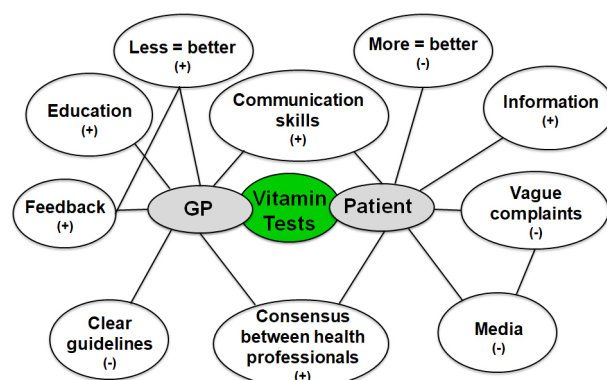 Less = better
(+)
More = better
(-)
Education
(+)
Communication
skills
(+)
Information
(+)
Feedback
(+)
GP
Vitamin
Tests
Patient
Vague
complaints
(-)
Clear
guidelines
(-)
Consensus
between health
professionals
(+)
Media
(-)